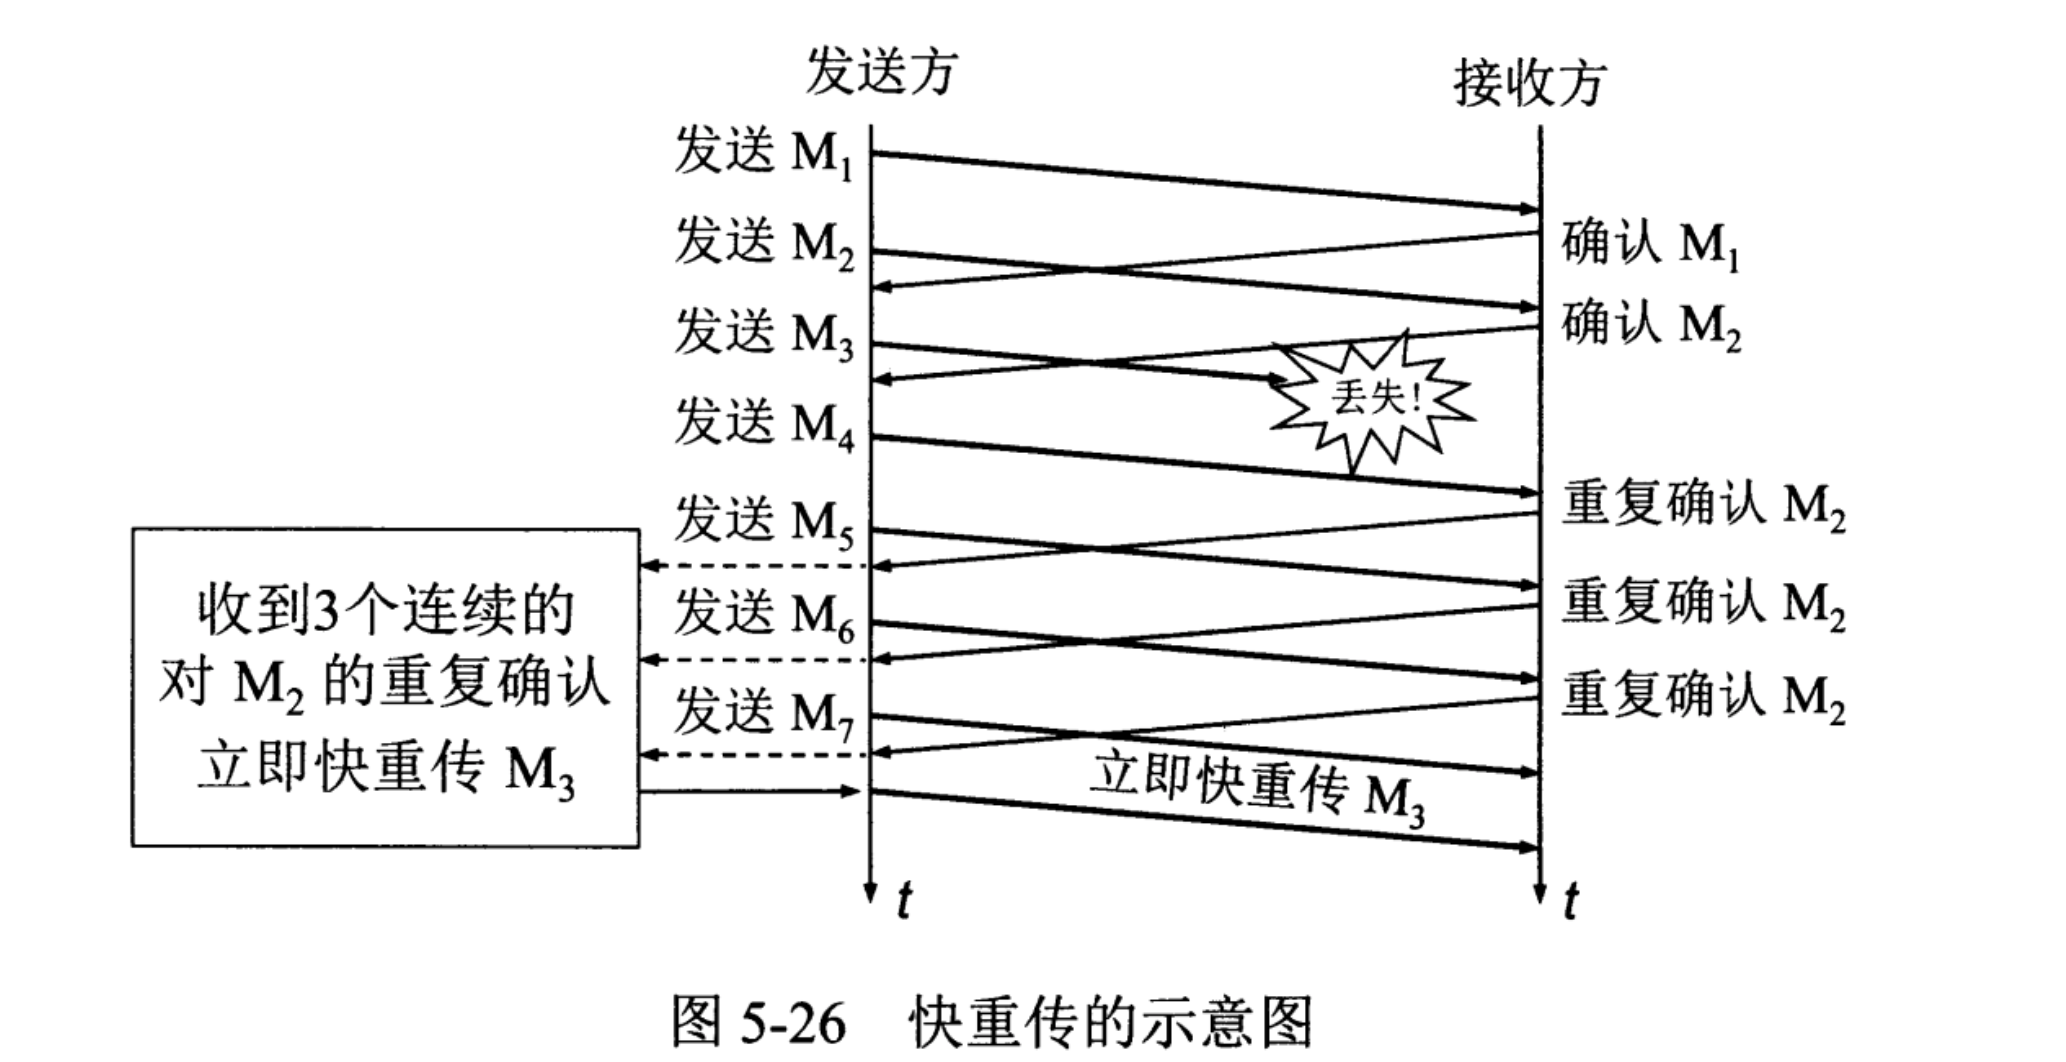 发送方
接收方
发送 M1
发送 M2
确认 M1
发送 M3
确认 M2
丢失!
发送 M4
重复确认 M2
发送 M5
收到3个连续的
对 M2 的重复确认
立即快重传 M3
发送 M6
重复确认 M2
发送 M7
重复确认 M2
立即快重传 M3
t
t
图 5-26 快重传的示意图